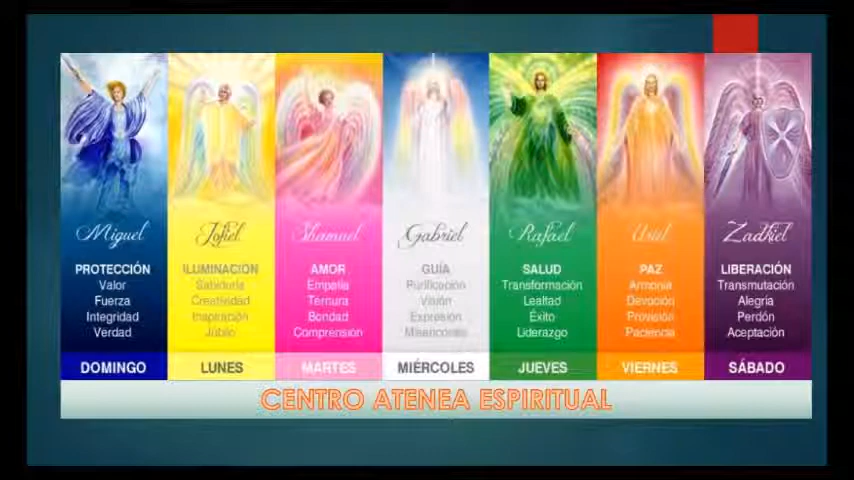 Miguel
PROTECCIÓN
Valor
Fuerza
Integridad
Verdad
DOMINGO
Jofiel
ILUMINACIÓN
Sabiduría
Creatividad
Inspiración
Júbilo
LUNES
Shamuel
AMOR
Empatía
Ternura
Bondad
Comprensión
MARTES
Gabriel
GUÍA
Purificación
Visión
Expresión
Misericordia
MIÉRCOLES
Rafael
SALUD
Transformación
Lealtad
Éxito
Liderazgo
JUEVES
Uriel
PAZ
Armonía
Devoción
Provisión
Paciencia
VIERNES
Zadkiel
LIBERACIÓN
Transmutación
Alegría
Perdón
Aceptación
SÁBADO
CENTRO ATENEA ESPIRITUAL